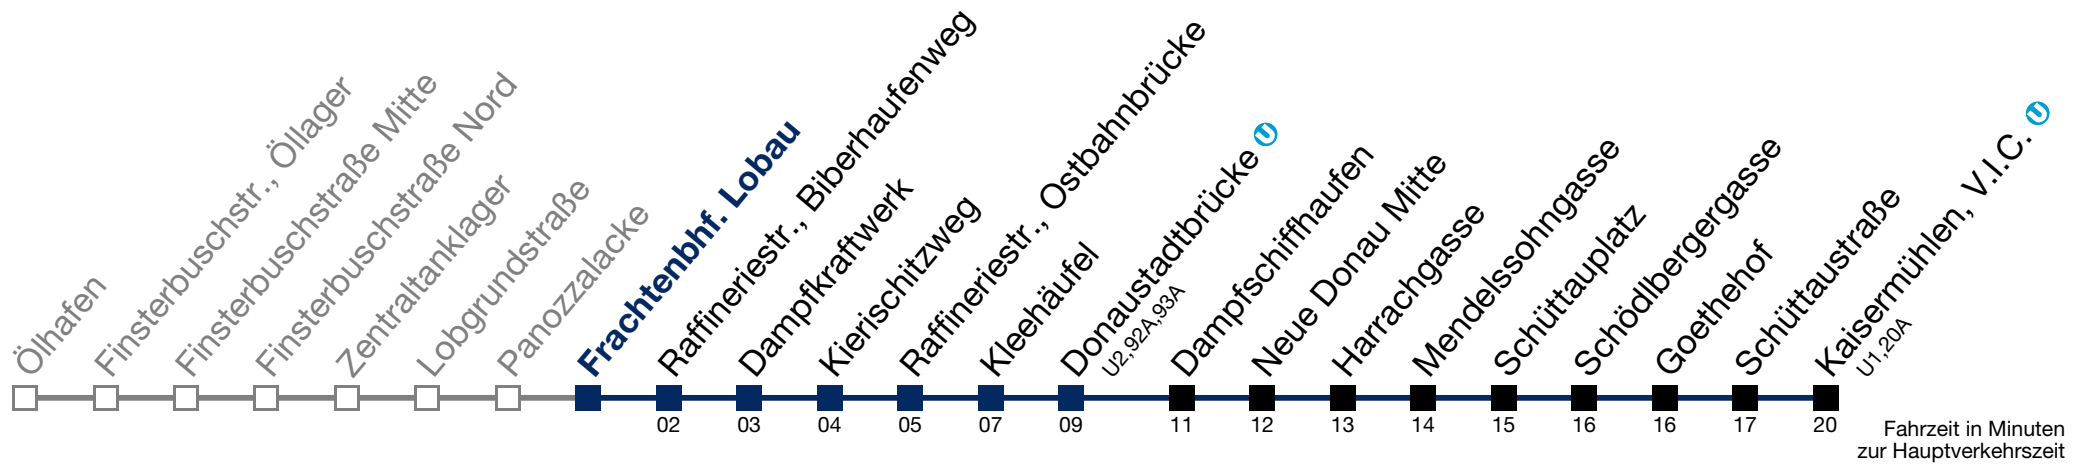 Ölhafen
Finsterbuschstr., Öllager
Finsterbuschstraße Mitte
Finsterbuschstraße Nord
Zentraltanklager
Lobgrundstraße
Panozzalacke
Frachtenbhf. Lobau
Raffineriestr., Biberhaufenweg
Dampfkraftwerk
Kierischitzweg
Raffineriestr., Ostbahnbrücke
Kleehäufel
Donaustadtbrücke U
U2,92A,93A
Dampfschiffhaufen
Neue Donau Mitte
Harrachgasse
Mendelssohngasse
Schüttauplatz
Schödlbergergasse
Goethehof
Schüttaustraße
Kaisermühlen, V.I.C. U
U1,20A
02 03 04 05 07 09 11 12 13 14 15 16 16 17 20
Fahrzeit in Minuten
zur Hauptverkehrszeit